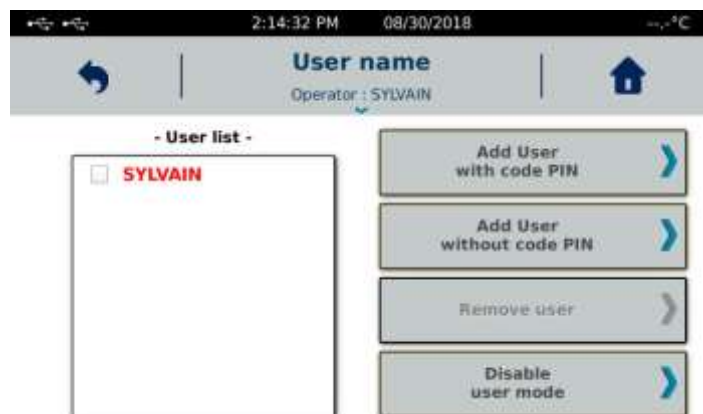 2:14:32 PM 08/30/2018 --,-°C
User name
Operator : SYLVAIN
- User list -
SYLVAIN
Add User
with code PIN
Add User
without code PIN
Remove user
Disable
user mode